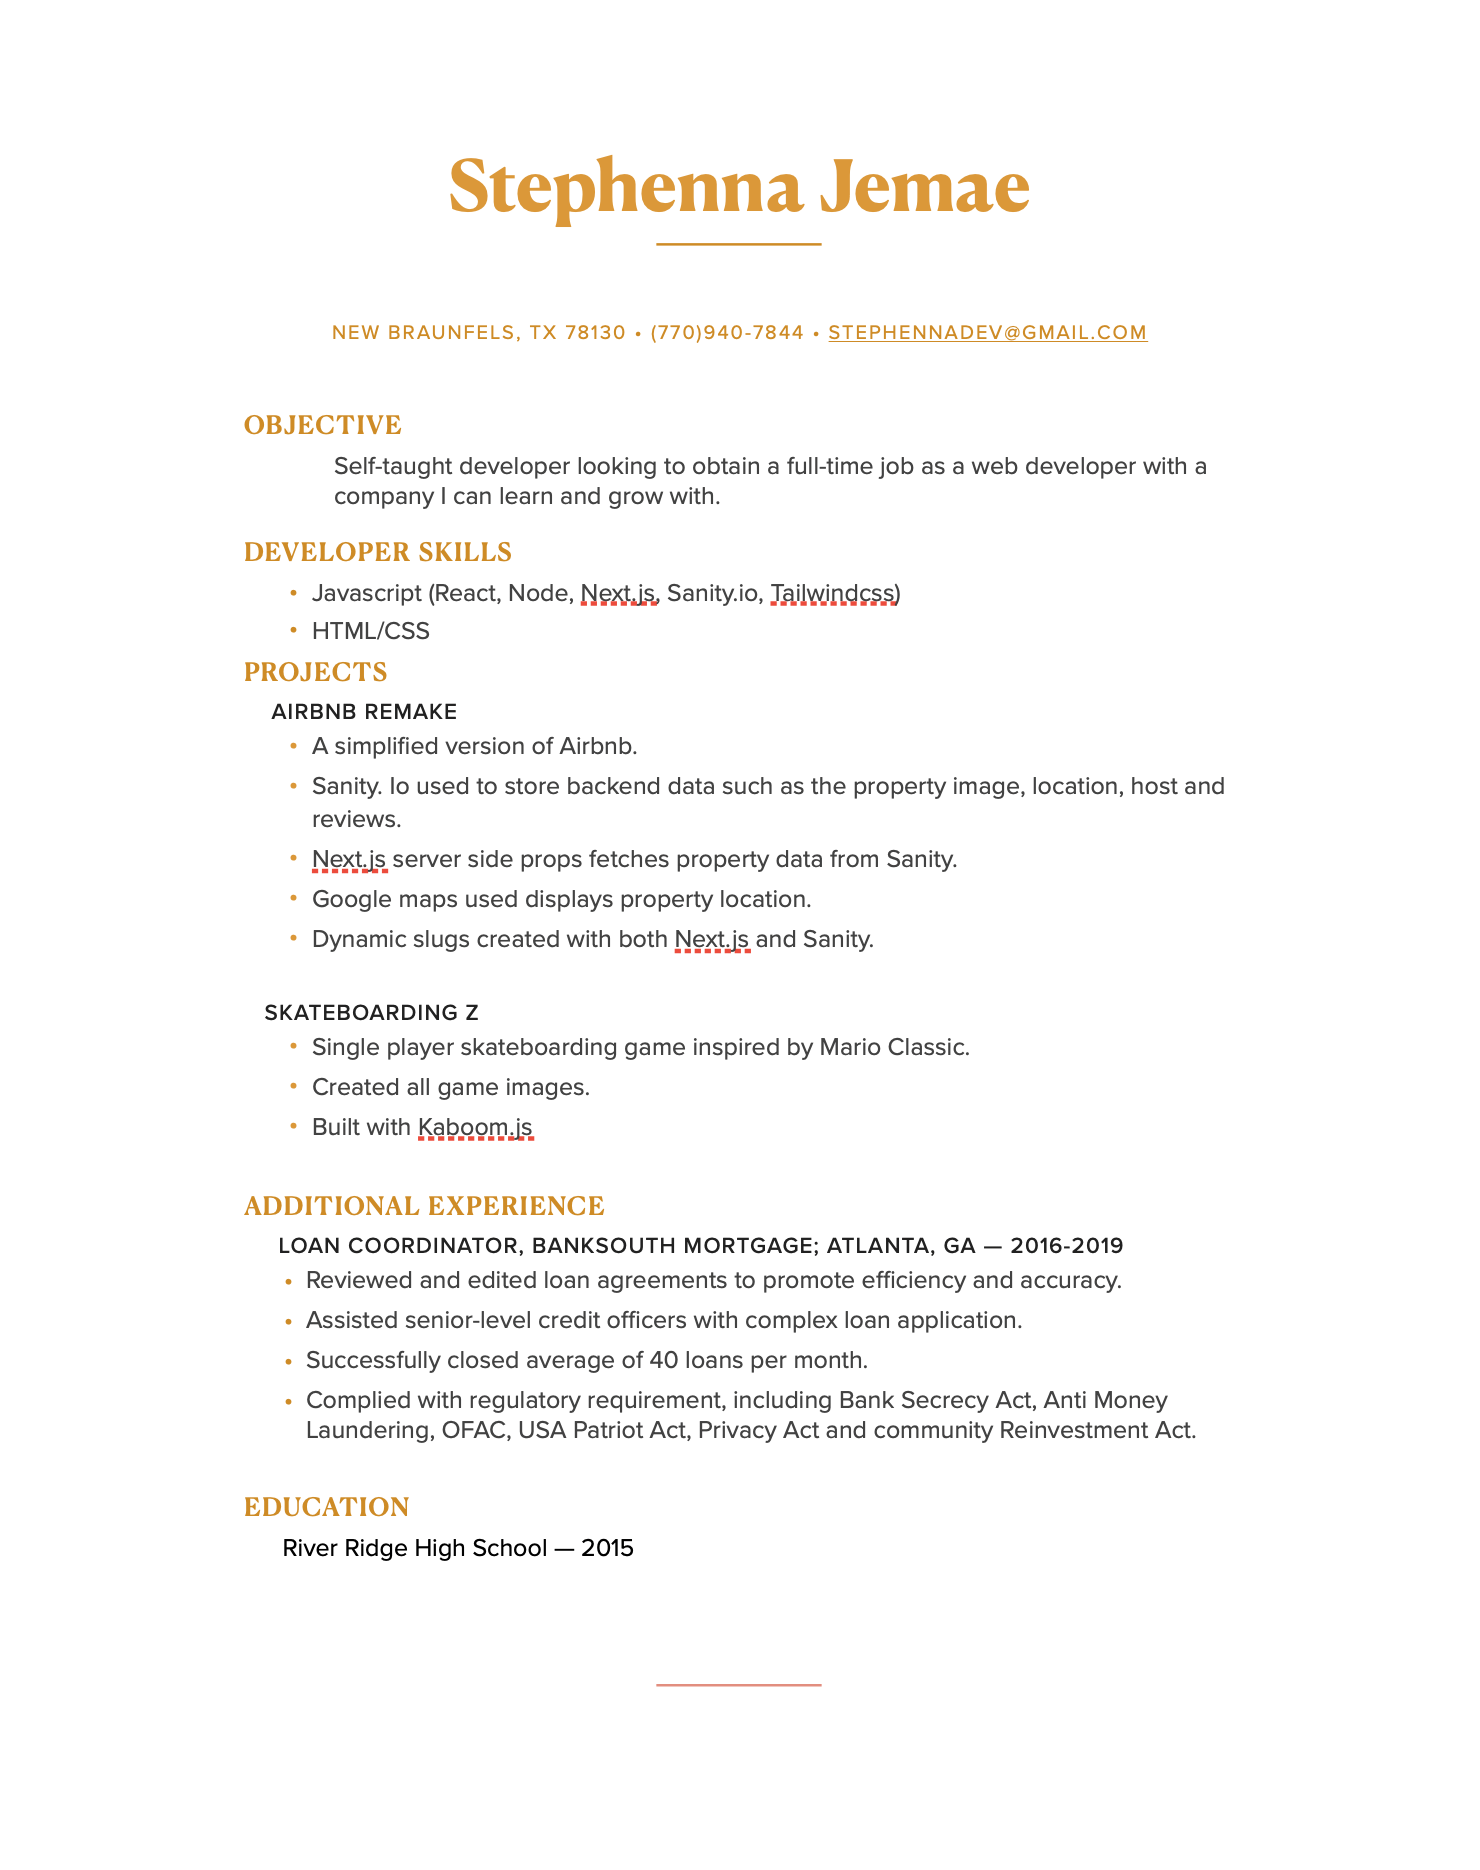 Stephenna Jemae
NEW BRAUNFELS, TX 78130 • (770)940-7844 • STEPHENNADEV@GMAIL.COM
OBJECTIVE
Self-taught developer looking to obtain a full-time job as a web developer with a
company I can learn and grow with.
DEVELOPER SKILLS
• Javascript (React, Node, Next.js, Sanity.io, Tailwindcss)
• HTML/CSS
PROJECTS
AIRBNB REMAKE
• A simplified version of Airbnb.
• Sanity. Io used to store backend data such as the property image, location, host and
reviews.
• Next.js server side props fetches property data from Sanity.
• Google maps used displays property location.
• Dynamic slugs created with both Next.js and Sanity.
SKATEBOARDING Z
• Single player skateboarding game inspired by Mario Classic.
• Created all game images.
• Built with Kaboom.js
ADDITIONAL EXPERIENCE
LOAN COORDINATOR, BANKSOUTH MORTGAGE; ATLANTA, GA — 2016-2019
• Reviewed and edited loan agreements to promote efficiency and accuracy.
• Assisted senior-level credit officers with complex loan application.
• Successfully closed average of 40 loans per month.
• Complied with regulatory requirement, including Bank Secrecy Act, Anti Money
Laundering, OFAC, USA Patriot Act, Privacy Act and community Reinvestment Act.
EDUCATION
River Ridge High School — 2015